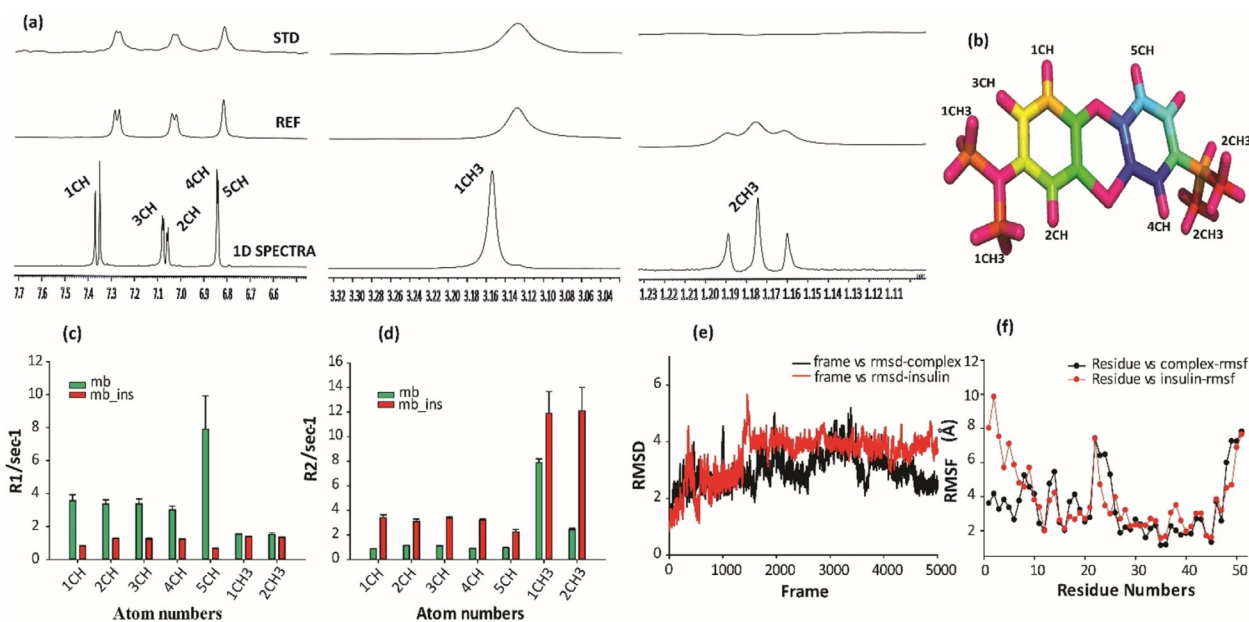 (a)
STD
REF
1D SPECTRA
1CH
3CH
2CH
4CH
5CH
1CH3
2CH3
7.7 7.6 7.5 7.4 7.3 7.2 7.1 7.0 6.9 6.8 6.7 6.6
3.32 3.30 3.28 3.26 3.24 3.22 3.20 3.18 3.16 3.14 3.12 3.10 3.08 3.06 3.04
1.23 1.22 1.21 1.20 1.19 1.18 1.17 1.16 1.15 1.14 1.13 1.12 1.11
(b)
1CH
5CH
3CH
1CH3
2CH3
2CH
4CH
2CH3
1CH3
(c)
12
10
8
6
4
2
0
R1/sec-1
mb
mb_ins
1CH 2CH 3CH 4CH 5CH 1CH3 2CH3
Atom numbers
(d)
16
14
12
10
8
6
4
2
0
R2/sec-1
mb
mb_ins
1CH 2CH 3CH 4CH 5CH 1CH3 2CH3
Atom numbers
(e)
frame vs rmsd-complex
frame vs rmsd-insulin
6
4
2
0
RMSD
0 1000 2000 3000 4000 5000
Frame
(f)
Residue vs complex-rmsf
Residue vs insulin-rmsf
10
8
6
4
2
RMSF (Å)
0 10 20 30 40 50
Residue Numbers